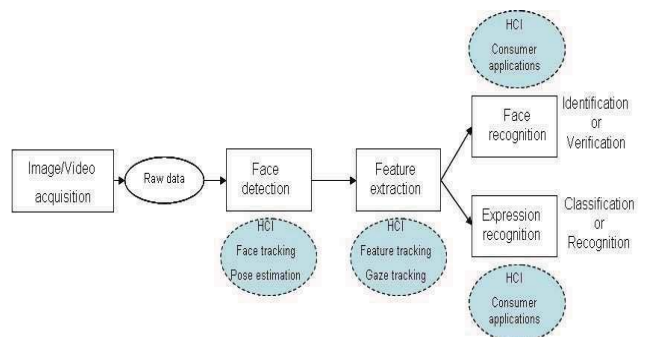 HCI
Consumer
applications
Face
recognition
Identification
or
Verification
Image/Video
acquisition
Raw data
Face
detection
Feature
extraction
HCI
Face tracking
Pose estimation
HCI
Feature tracking
Gaze tracking
Expression
recognition
Classification
or
Recognition
HCI
Consumer
applications